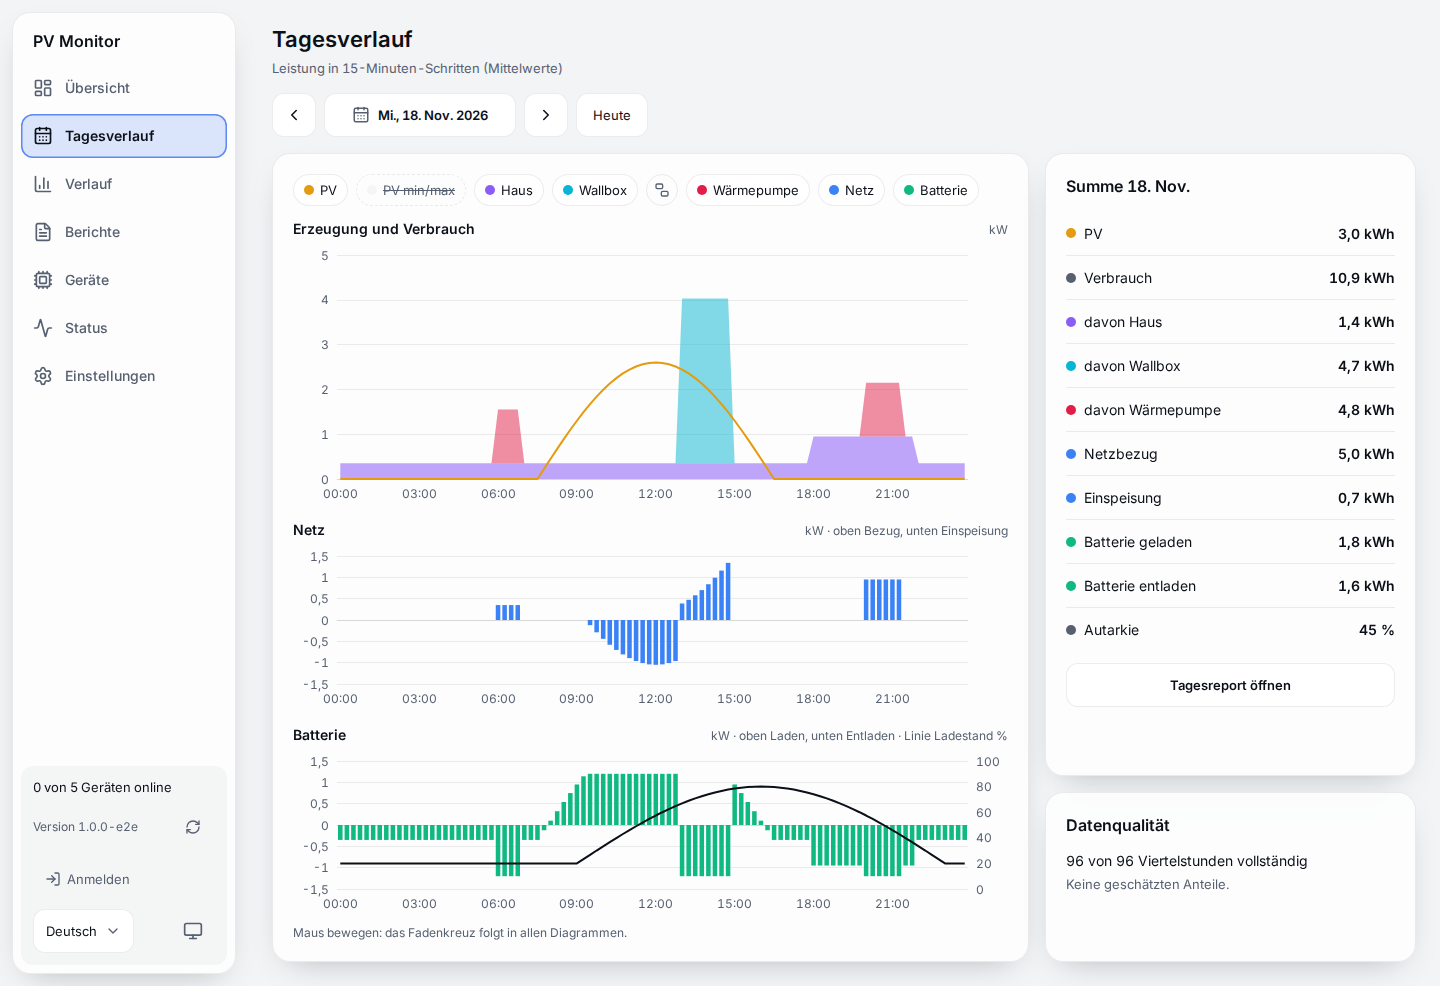 PV Monitor
Übersicht
Tagesverlauf
Verlauf
Berichte
Geräte
Status
Einstellungen
0 von 5 Geräten online
Version 1.0.0-e2e
Anmelden
Deutsch
Tagesverlauf
Leistung in 15-Minuten-Schritten (Mittelwerte)
Mi., 18. Nov. 2026
Heute
PV PV min/max Haus Wallbox Wärmepumpe Netz Batterie
Erzeugung und Verbrauch kW
5
4
3
2
1
0
00:00 03:00 06:00 09:00 12:00 15:00 18:00 21:00
Netz kW · oben Bezug, unten Einspeisung
1,5
1
0,5
0
-0,5
-1
-1,5
00:00 03:00 06:00 09:00 12:00 15:00 18:00 21:00
Batterie kW · oben Laden, unten Entladen · Linie Ladestand %
1,5 100
1 80
0,5 60
0 40
-0,5 20
-1 0
-1,5
00:00 03:00 06:00 09:00 12:00 15:00 18:00 21:00
Maus bewegen: das Fadenkreuz folgt in allen Diagrammen.
Summe 18. Nov.
PV 3,0 kWh
Verbrauch 10,9 kWh
davon Haus 1,4 kWh
davon Wallbox 4,7 kWh
davon Wärmepumpe 4,8 kWh
Netzbezug 5,0 kWh
Einspeisung 0,7 kWh
Batterie geladen 1,8 kWh
Batterie entladen 1,6 kWh
Autarkie 45 %
Tagesreport öffnen
Datenqualität
96 von 96 Viertelstunden vollständig
Keine geschätzten Anteile.